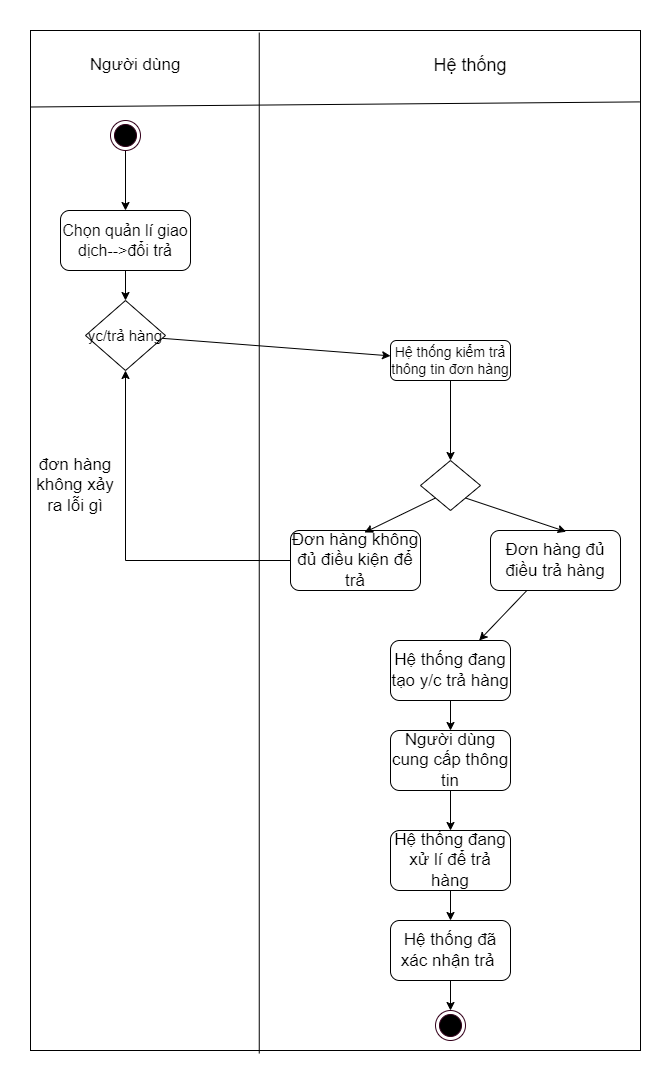 Người dùng
Hệ thống
Chọn quản lí giao
dịch-->đổi trả
yc/trả hàng
Hệ thống kiểm trả
thông tin đơn hàng
đơn hàng
không xảy
ra lỗi gì
Đơn hàng không
đủ điều kiện để
trả
Đơn hàng đủ
điều trả hàng
Hệ thống đang
tạo y/c trả hàng
Người dùng
cung cấp thông
tin
Hệ thống đang
xử lí để trả
hàng
Hệ thống đã
xác nhận trả